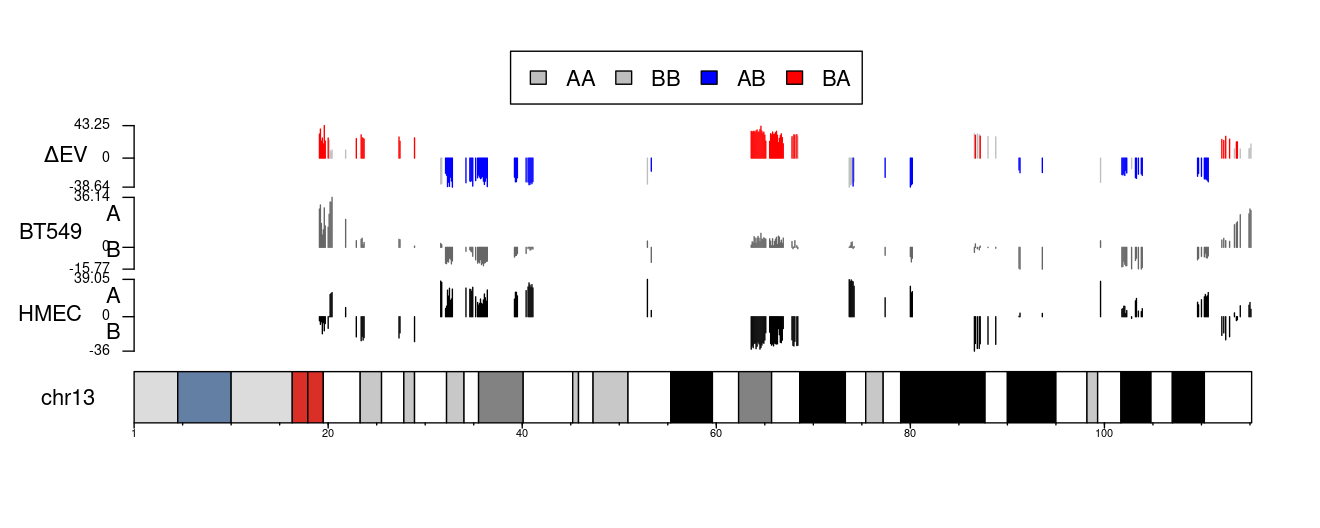 AA BB AB BA
43.25
ΔEV 0
-38.64
36.14
A
BT549 0
B
-15.77
39.05
A
HMEC 0
B
-36
chr13
1 20 40 60 80 100